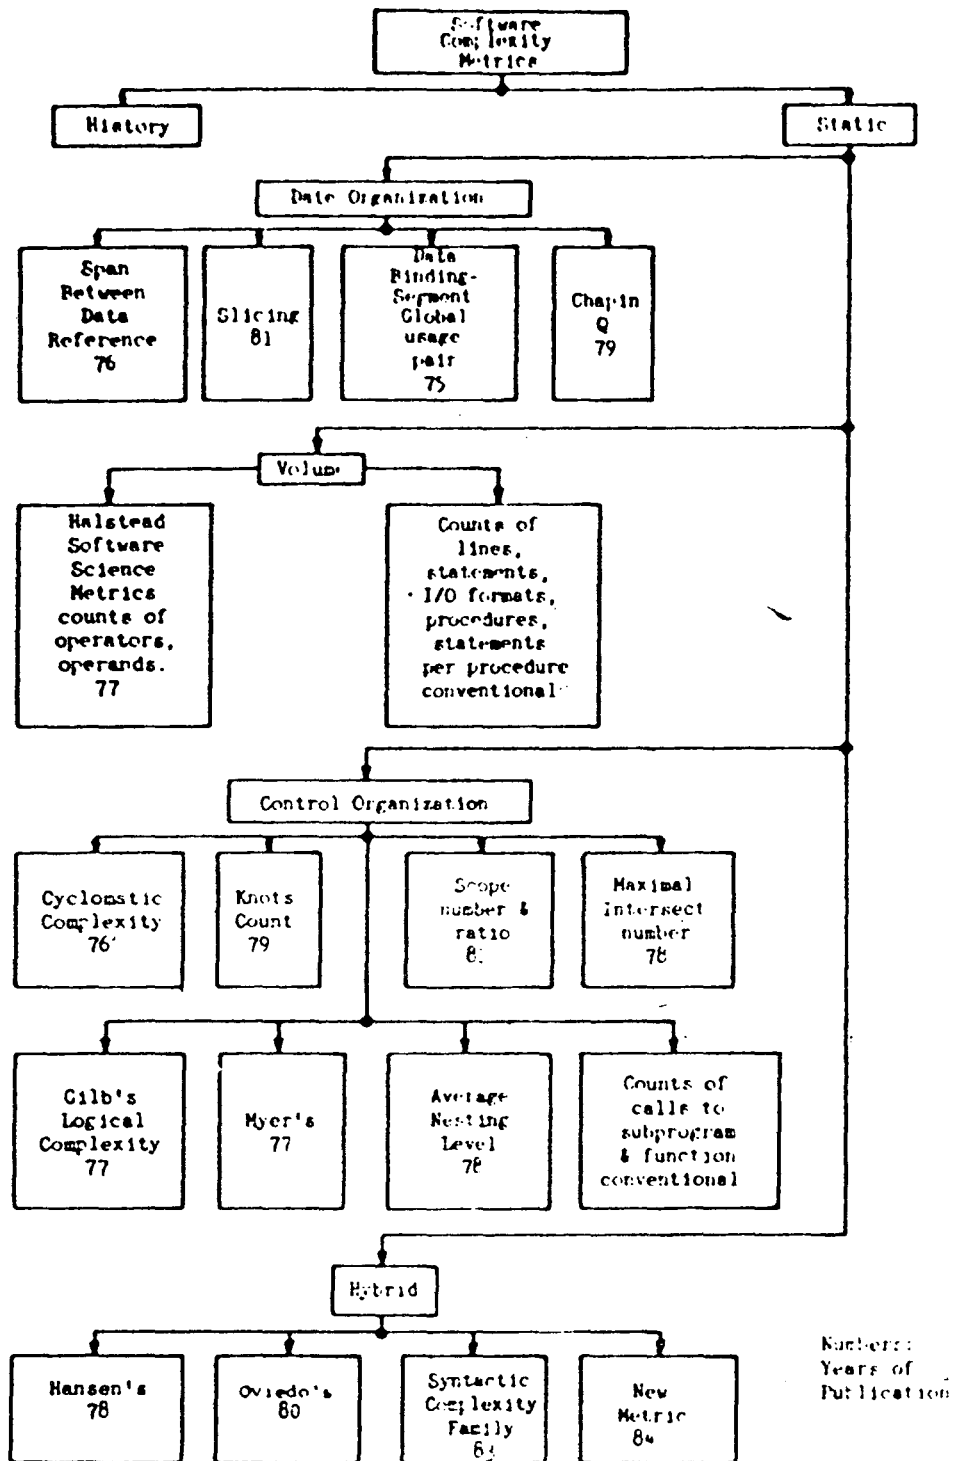 Software
Complexity
Metrics
History
Static
Date Organization
Span
Between
Data
Reference
76
Slicing
81
Data
Binding-
Segment
Global
usage
pair
75
Chapin
Q
79
Volume
Halstead
Software
Science
Metrics
counts of
operators,
operands.
77
Counts of
lines,
statements,
I/O formats,
procedures,
statements
per procedure
conventional
Control Organization
Cyclomatic
Complexity
76
Knots
Count
79
Scope
number &
ratio
Maximal
Intersect
number
78
Gilb's
Logical
Complexity
77
Myer's
77
Average
Nesting
Level
78
Counts of
calls to
subprogram
& function
conventional
Hybrid
Hansen's
78
Oviedo's
80
Syntactic
Complexity
Family
83
New
Metric
84
Numbers:
Years of
Publication